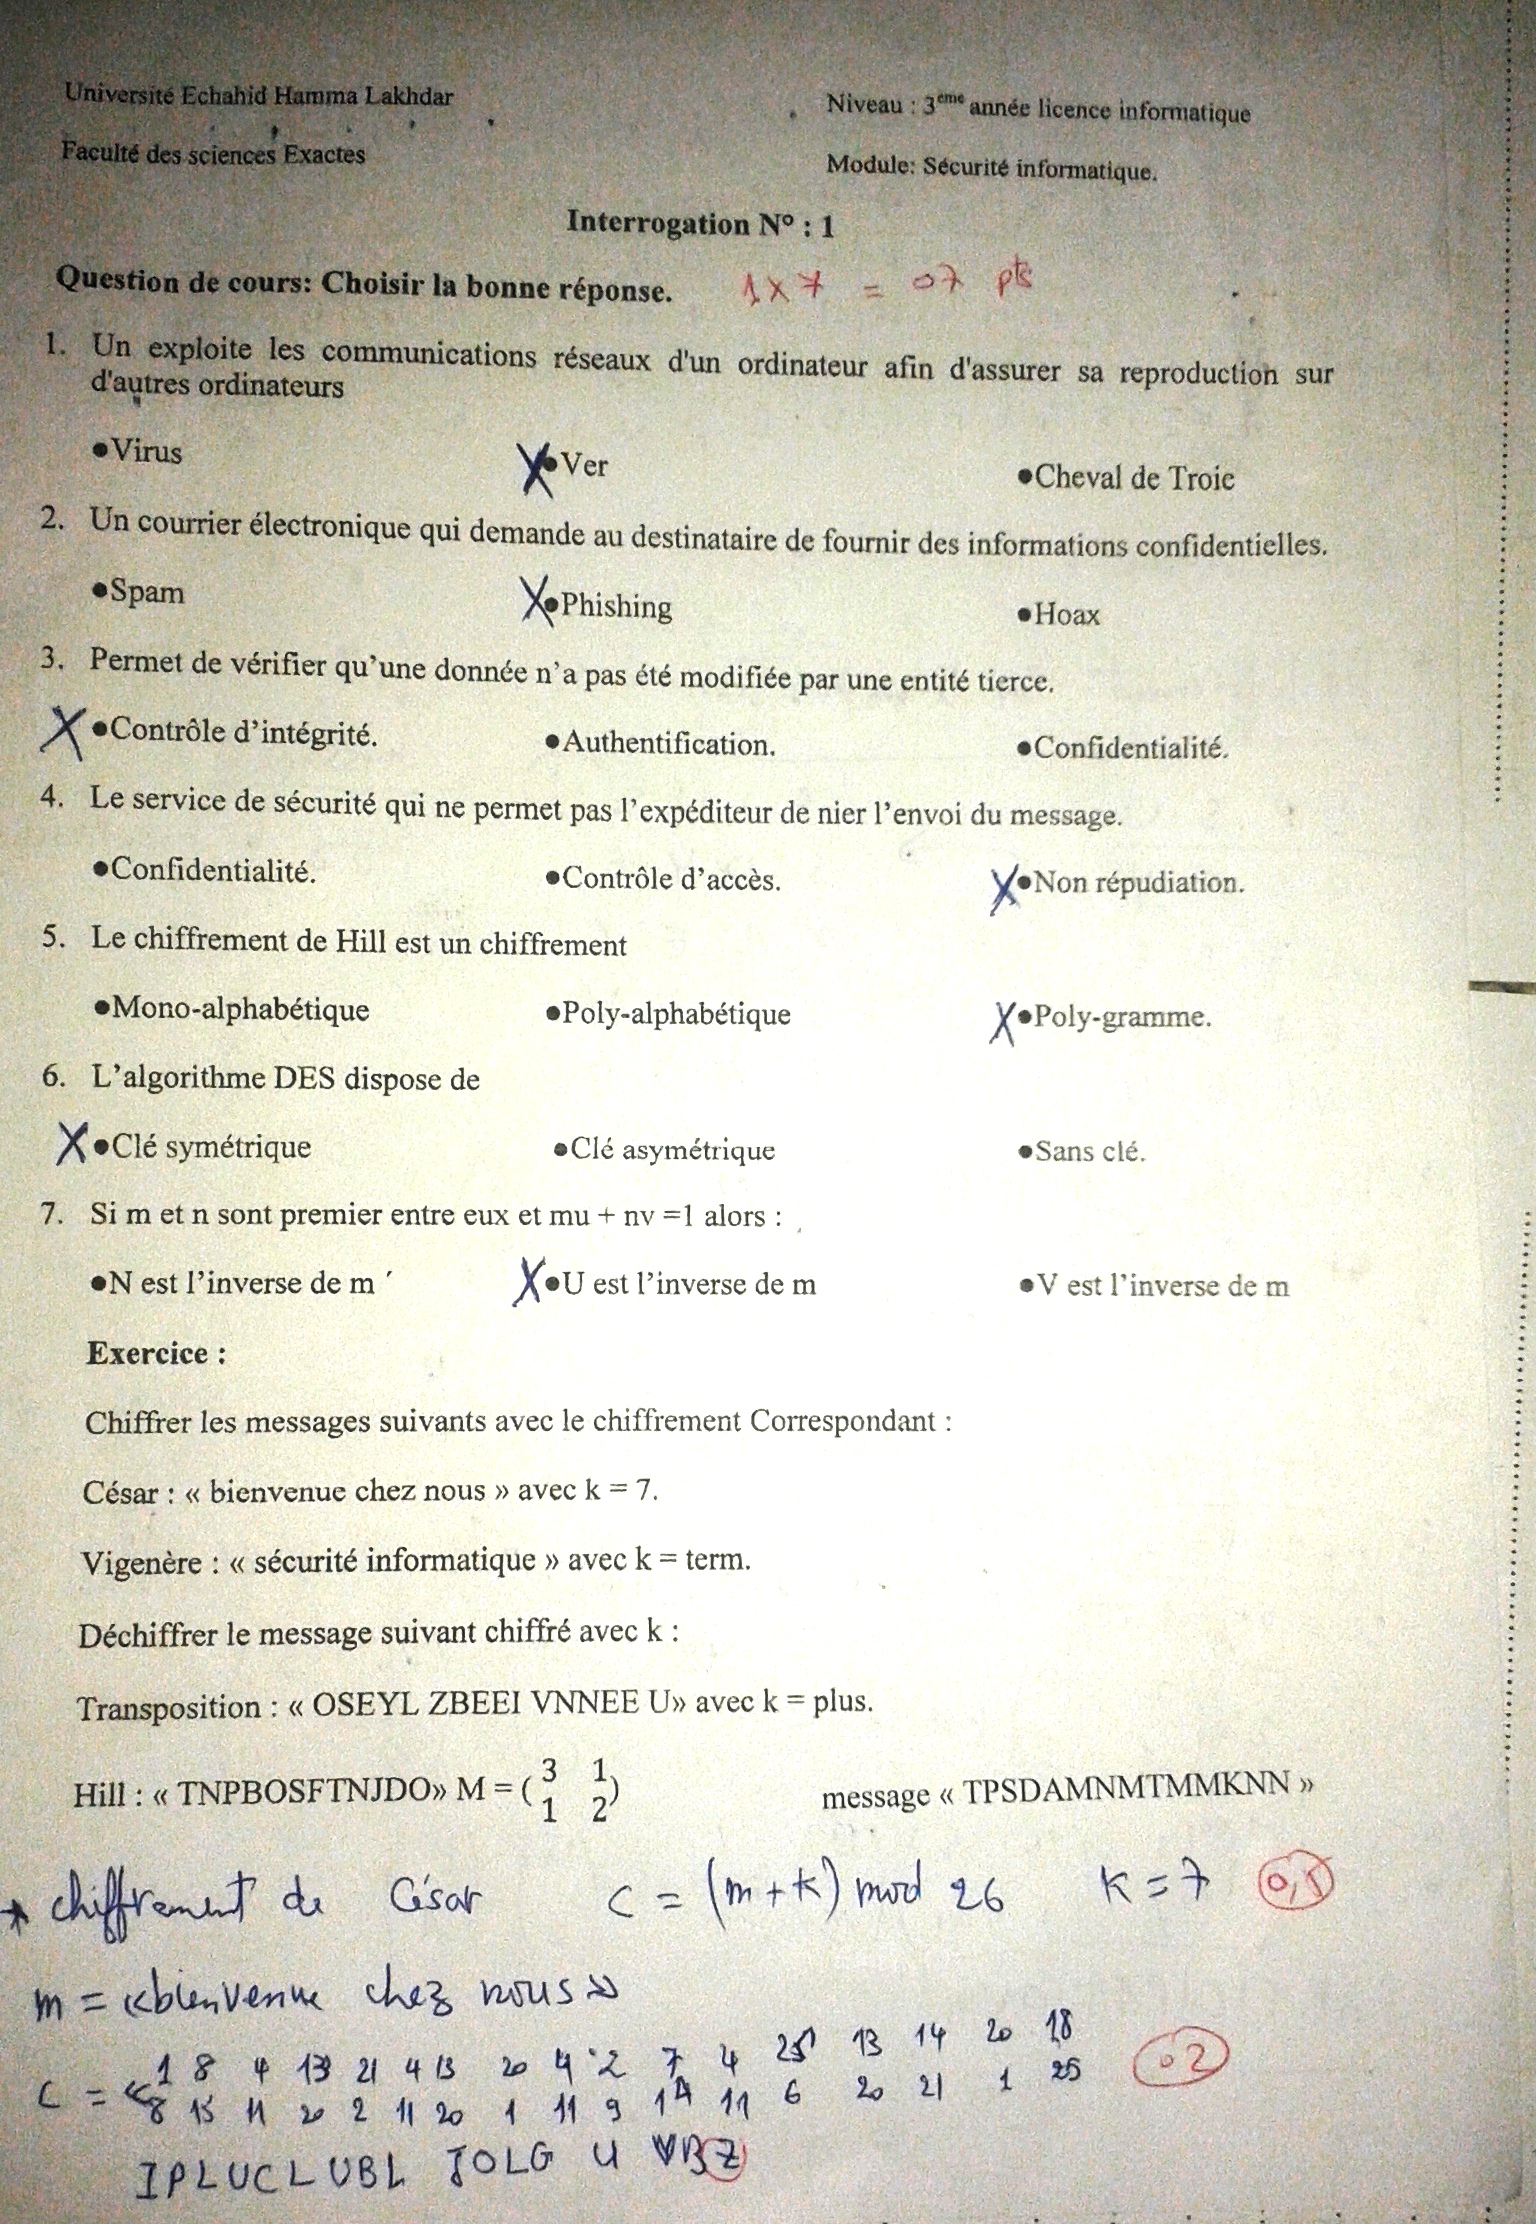 Université Echahid Hamma Lakhdar
Niveau : 3eme année licence informatique
Faculté des sciences Exactes
Module: Sécurité informatique.
Interrogation N° : 1
Question de cours: Choisir la bonne réponse. 1 x 7 = 07 pts
1. Un exploite les communications réseaux d'un ordinateur afin d'assurer sa reproduction sur
d'autres ordinateurs
•Virus X•Ver •Cheval de Troie
2. Un courrier électronique qui demande au destinataire de fournir des informations confidentielles.
•Spam X•Phishing •Hoax
3. Permet de vérifier qu’une donnée n’a pas été modifiée par une entité tierce.
X•Contrôle d’intégrité. •Authentification. •Confidentialité.
4. Le service de sécurité qui ne permet pas l’expéditeur de nier l’envoi du message.
•Confidentialité. •Contrôle d’accès. X•Non répudiation.
5. Le chiffrement de Hill est un chiffrement
•Mono-alphabétique •Poly-alphabétique X•Poly-gramme.
6. L’algorithme DES dispose de
X•Clé symétrique •Clé asymétrique •Sans clé.
7. Si m et n sont premier entre eux et mu + nv =1 alors :
•N est l’inverse de m X•U est l’inverse de m •V est l’inverse de m
Exercice :
Chiffrer les messages suivants avec le chiffrement Correspondant :
César : « bienvenue chez nous » avec k = 7.
Vigenère : « sécurité informatique » avec k = term.
Déchiffrer le message suivant chiffré avec k :
Transposition : « OSEYL ZBEEI VNNEE U» avec k = plus.
Hill : « TNPBOSFTNJDO» M = ( 3 1
1 2 ) message « TPSDAMNMTMMKNN »
* chiffrement de César C = (m + k) mod 26 K = 7 0,5
m = «bienvenue chez nous»
1 8 4 13 21 4 13 20 4 2 7 4 25 13 14 20 18
C = « 8 15 11 20 2 11 20 1 11 9 14 11 6 20 21 1 25 02
IPLUCLUBL JOLG U VBZ